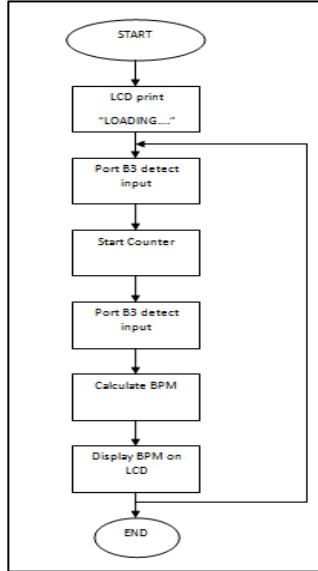 START
LCD print
"LOADING...."
Port B3 detect
input
Start Counter
Port B3 detect
input
Calculate BPM
Display BPM on
LCD
END